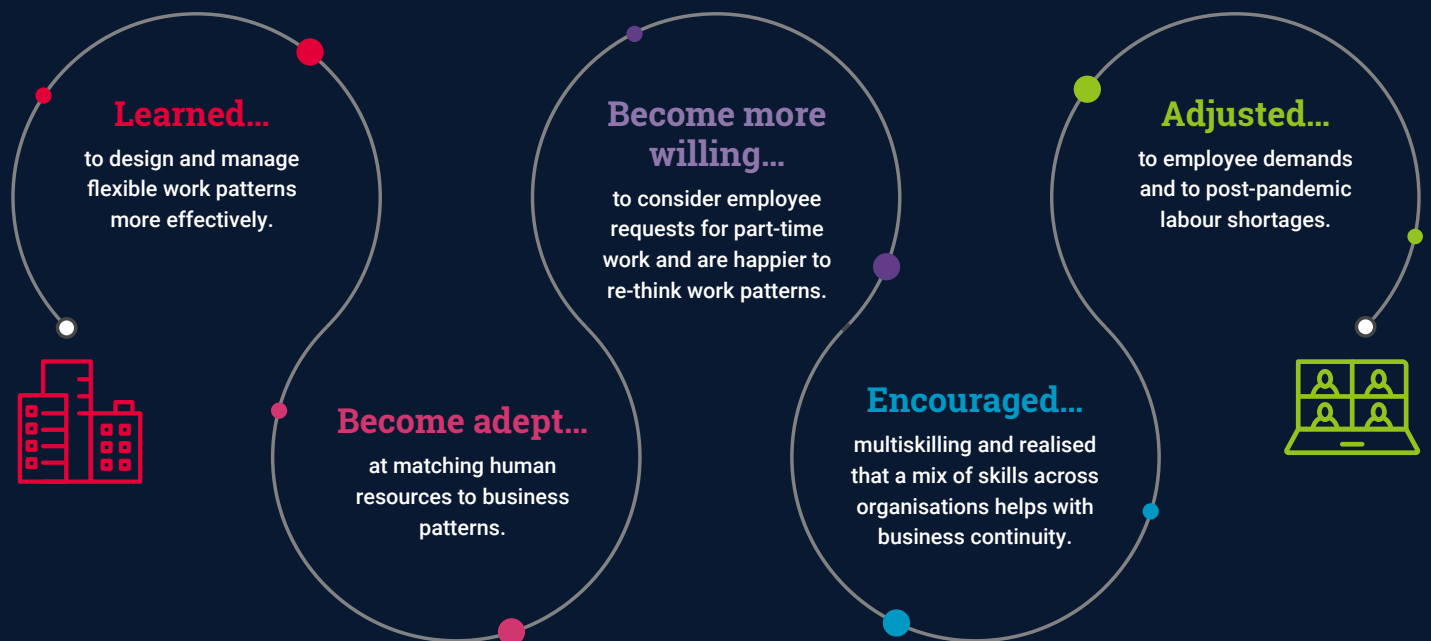 Learned...
to design and manage
flexible work patterns
more effectively.
Become adept...
at matching human
resources to business
patterns.
Become more
willing...
to consider employee
requests for part-time
work and are happier to
re-think work patterns.
Encouraged...
multiskilling and realised
that a mix of skills across
organisations helps with
business continuity.
Adjusted...
to employee demands
and to post-pandemic
labour shortages.